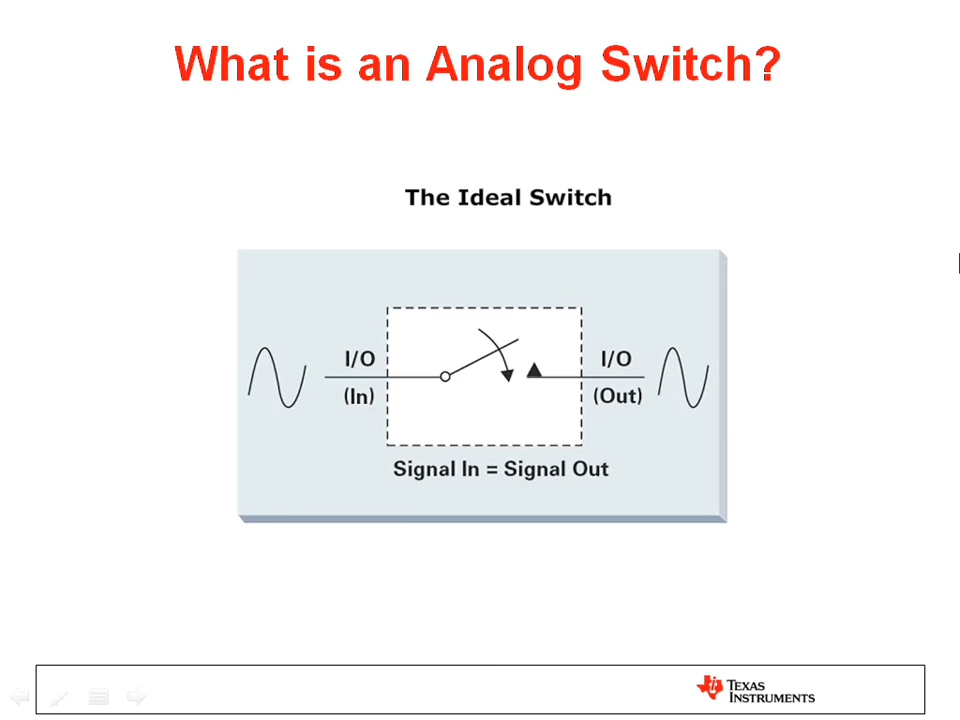 What is an Analog Switch?
The Ideal Switch
I/O
(In)
I/O
(Out)
Signal In = Signal Out
TEXAS
INSTRUMENTS